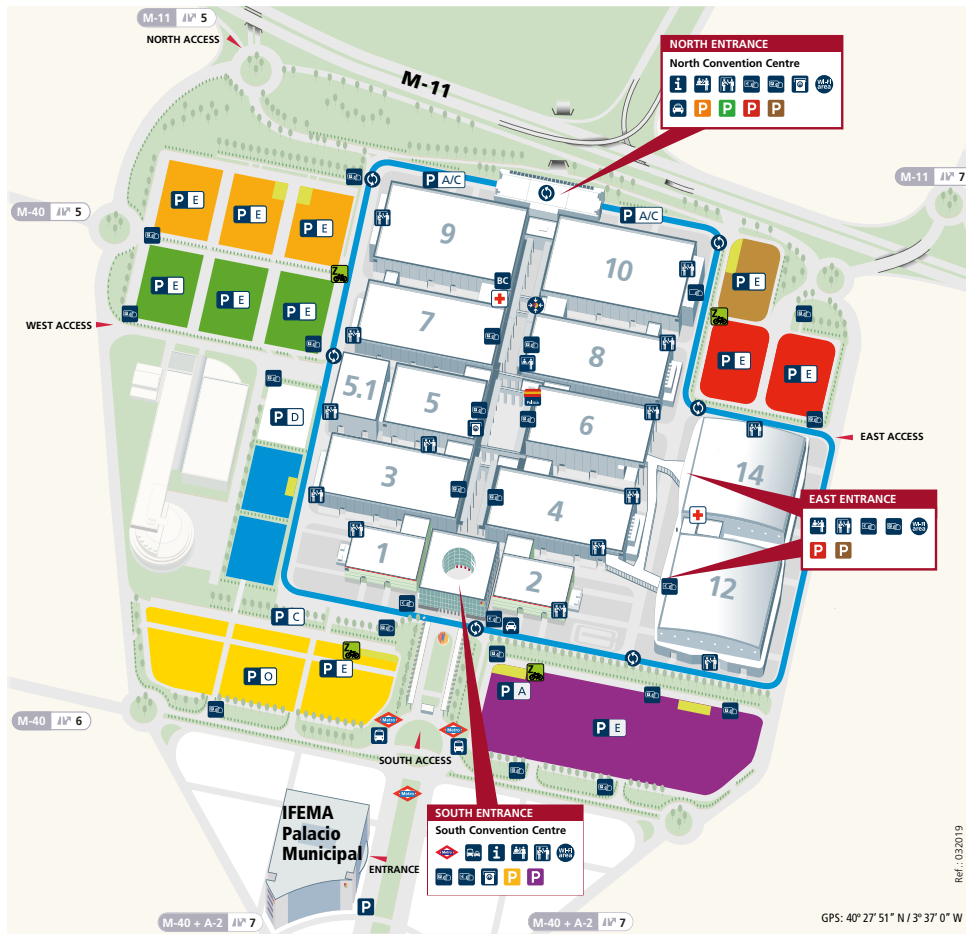 M-11 5
NORTH ACCESS
M-11
NORTH ENTRANCE
North Convention Centre
i
Wi-Fi
area
P P P P
M-11 7
M-40 5
P A/C
P A/C
P E
P E
P E
9
10
BC
P E
P E
P E
P E
Z
Z
WEST ACCESS
7
8
P E
P E
5.1
5
6
P D
EAST ACCESS
3
4
14
EAST ENTRANCE
Wi-Fi
area
P P
1
2
12
P C
P E
Z
P O
Z
P A
P E
M-40 6
Metro
Metro
SOUTH ACCESS
Metro
SOUTH ENTRANCE
South Convention Centre
Metro
i
Wi-Fi
area
P P
IFEMA
Palacio
Municipal
ENTRANCE
P
M-40 + A-2 7
M-40 + A-2 7
Ref.: 032019
GPS: 40º 27’ 51” N / 3º 37’ 0” W